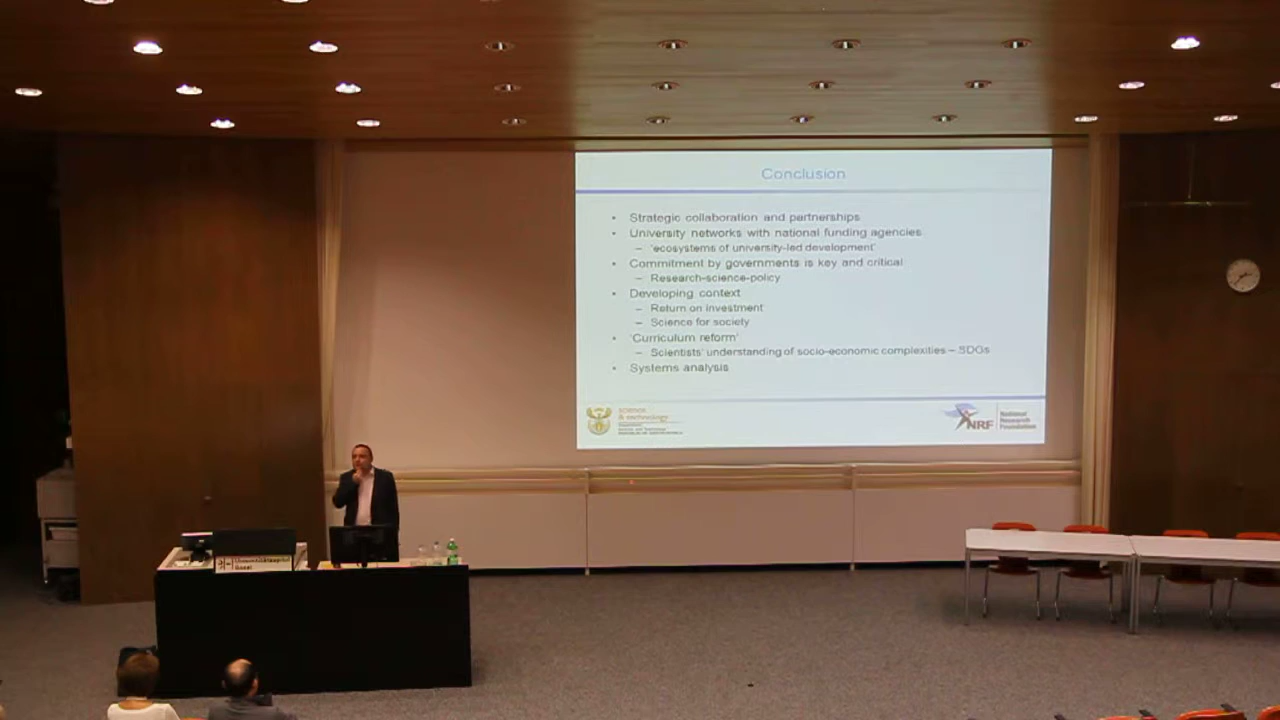 Conclusion
• Strategic collaboration and partnerships
• University networks with national funding agencies
– 'ecosystems of university-led development'
• Commitment by governments is key and critical
– Research-science-policy
• Developing context
– Return on investment
– Science for society
• 'Curriculum reform'
– Scientists' understanding of socio-economic complexities – SDGs
• Systems analysis
science
& technology
NRF
National
Research
Foundation
Basel